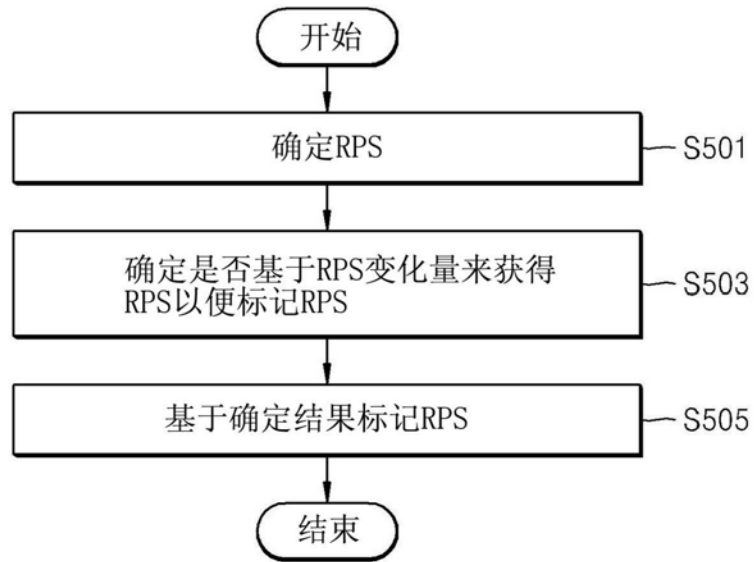 开始
确定RPS
S501
确定是否基于RPS变化量来获得
RPS以便标记RPS
S503
基于确定结果标记RPS
S505
结束